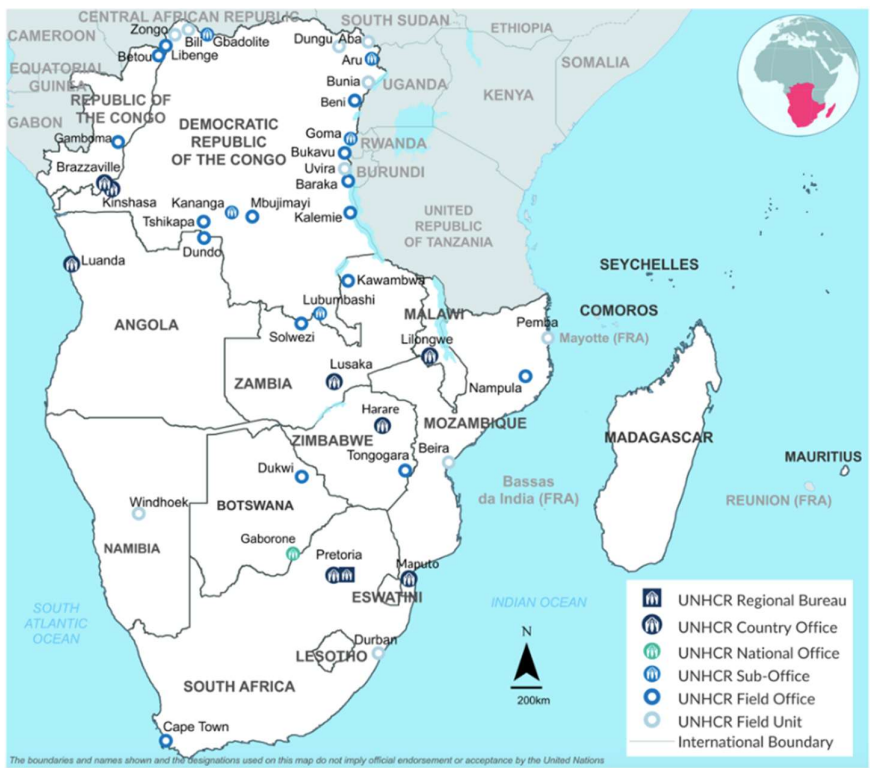 CENTRAL AFRICAN REPUBLIC
SOUTH SUDAN
ETHIOPIA
CAMEROON
Zongo
Bili
Gbadolite
Dungu
Aba
Betou
Libenge
Aru
SOMALIA
EQUATORIAL
GUINEA
Bunia
UGANDA
KENYA
REPUBLIC OF
THE CONGO
Beni
GABON
DEMOCRATIC
REPUBLIC
OF THE CONGO
Gamboma
Goma
Bukavu
RWANDA
Brazzaville
Uvira
BURUNDI
Baraka
Kinshasa
Kananga
Mbujimayi
Tshikapa
Kalemie
UNITED
REPUBLIC
OF TANZANIA
Dundo
Luanda
SEYCHELLES
Kawambwa
Lubumbashi
ANGOLA
MALAWI
COMOROS
Solwezi
Pemba
Mayotte (FRA)
Lilongwe
Lusaka
ZAMBIA
Nampula
Harare
MOZAMBIQUE
ZIMBABWE
MADAGASCAR
Tongogara
Beira
MAURITIUS
Dukwi
Bassas
da India (FRA)
REUNION (FRA)
Windhoek
BOTSWANA
NAMIBIA
Gaborone
Pretoria
Maputo
ESWATINI
SOUTH
ATLANTIC
OCEAN
INDIAN OCEAN
N
200km
Durban
LESOTHO
SOUTH AFRICA
Cape Town
UNHCR Regional Bureau
UNHCR Country Office
UNHCR National Office
UNHCR Sub-Office
UNHCR Field Office
UNHCR Field Unit
International Boundary
The boundaries and names shown and the designations used on this map do not imply official endorsement or acceptance by the United Nations